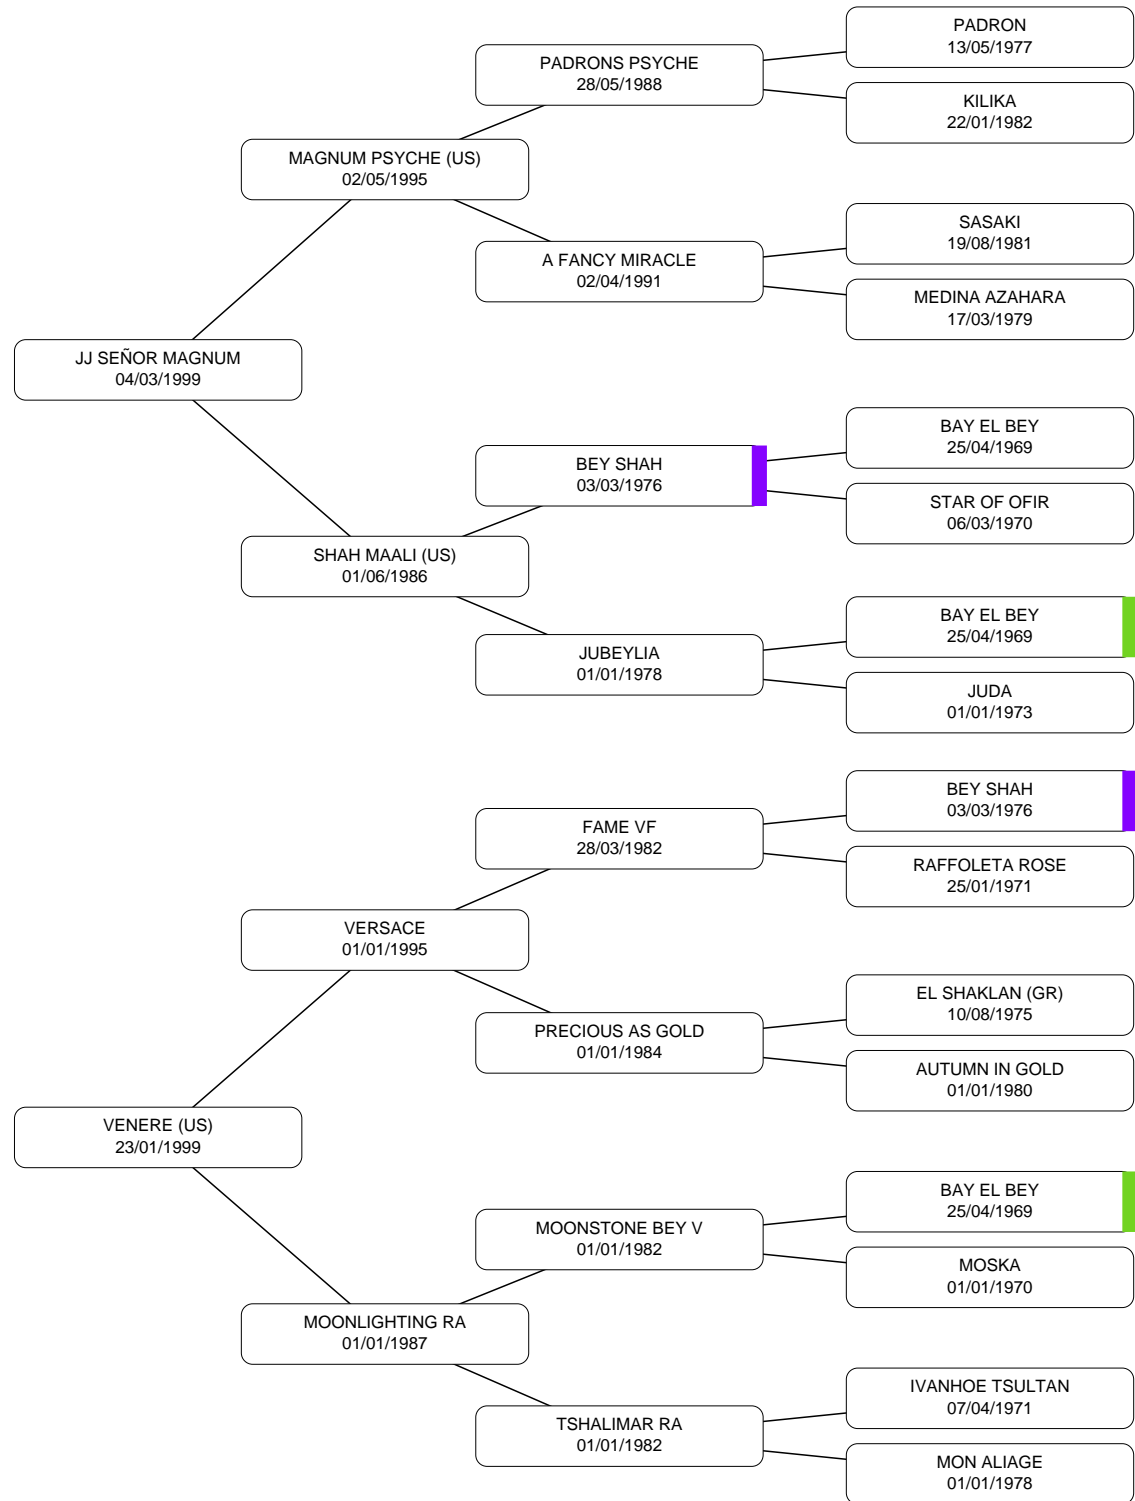 PADRON
13/05/1977
PADRONS PSYCHE
28/05/1988
KILIKA
22/01/1982
MAGNUM PSYCHE (US)
02/05/1995
SASAKI
19/08/1981
A FANCY MIRACLE
02/04/1991
MEDINA AZAHARA
17/03/1979
JJ SEÑOR MAGNUM
04/03/1999
BAY EL BEY
25/04/1969
BEY SHAH
03/03/1976
STAR OF OFIR
06/03/1970
SHAH MAALI (US)
01/06/1986
BAY EL BEY
25/04/1969
JUBEYLIA
01/01/1978
JUDA
01/01/1973
BEY SHAH
03/03/1976
FAME VF
28/03/1982
RAFFOLETA ROSE
25/01/1971
VERSACE
01/01/1995
EL SHAKLAN (GR)
10/08/1975
PRECIOUS AS GOLD
01/01/1984
AUTUMN IN GOLD
01/01/1980
VENERE (US)
23/01/1999
BAY EL BEY
25/04/1969
MOONSTONE BEY V
01/01/1982
MOSKA
01/01/1970
MOONLIGHTING RA
01/01/1987
IVANHOE TSULTAN
07/04/1971
TSHALIMAR RA
01/01/1982
MON ALIAGE
01/01/1978